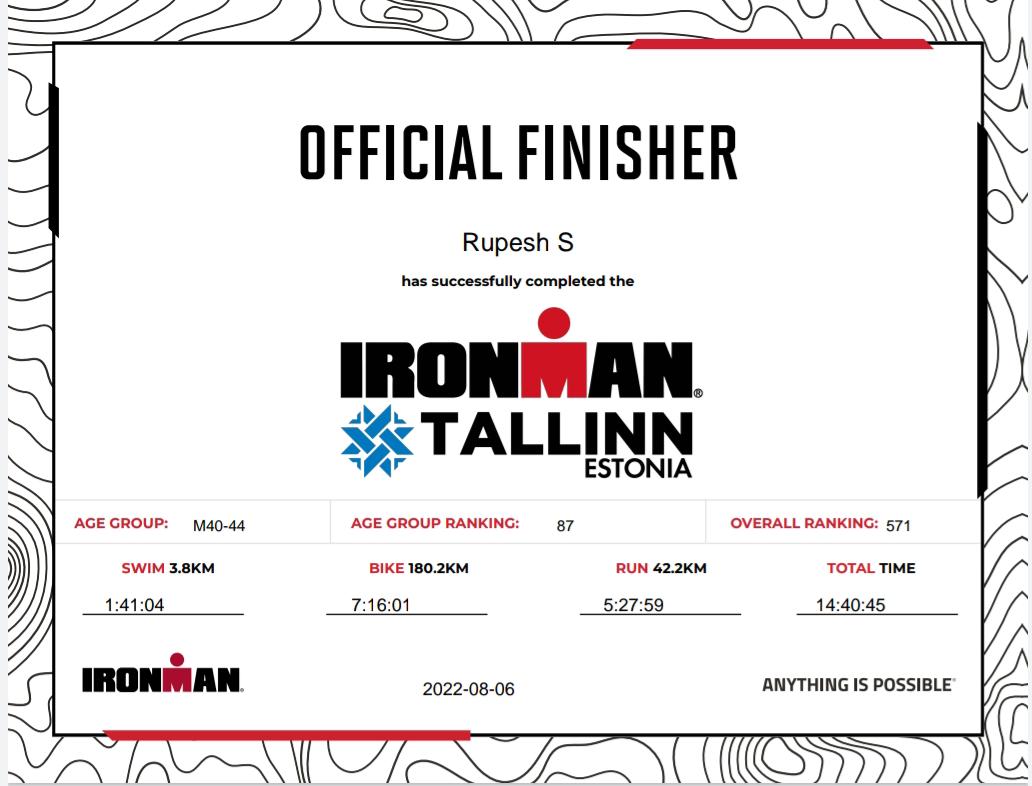 OFFICIAL FINISHER
Rupesh S
has successfully completed the
IRONMAN®
TALLINN
ESTONIA
AGE GROUP: M40-44 AGE GROUP RANKING: 87 OVERALL RANKING: 571
SWIM 3.8KM BIKE 180.2KM RUN 42.2KM TOTAL TIME
1:41:04 7:16:01 5:27:59 14:40:45
IRONMAN® 2022-08-06 ANYTHING IS POSSIBLE®